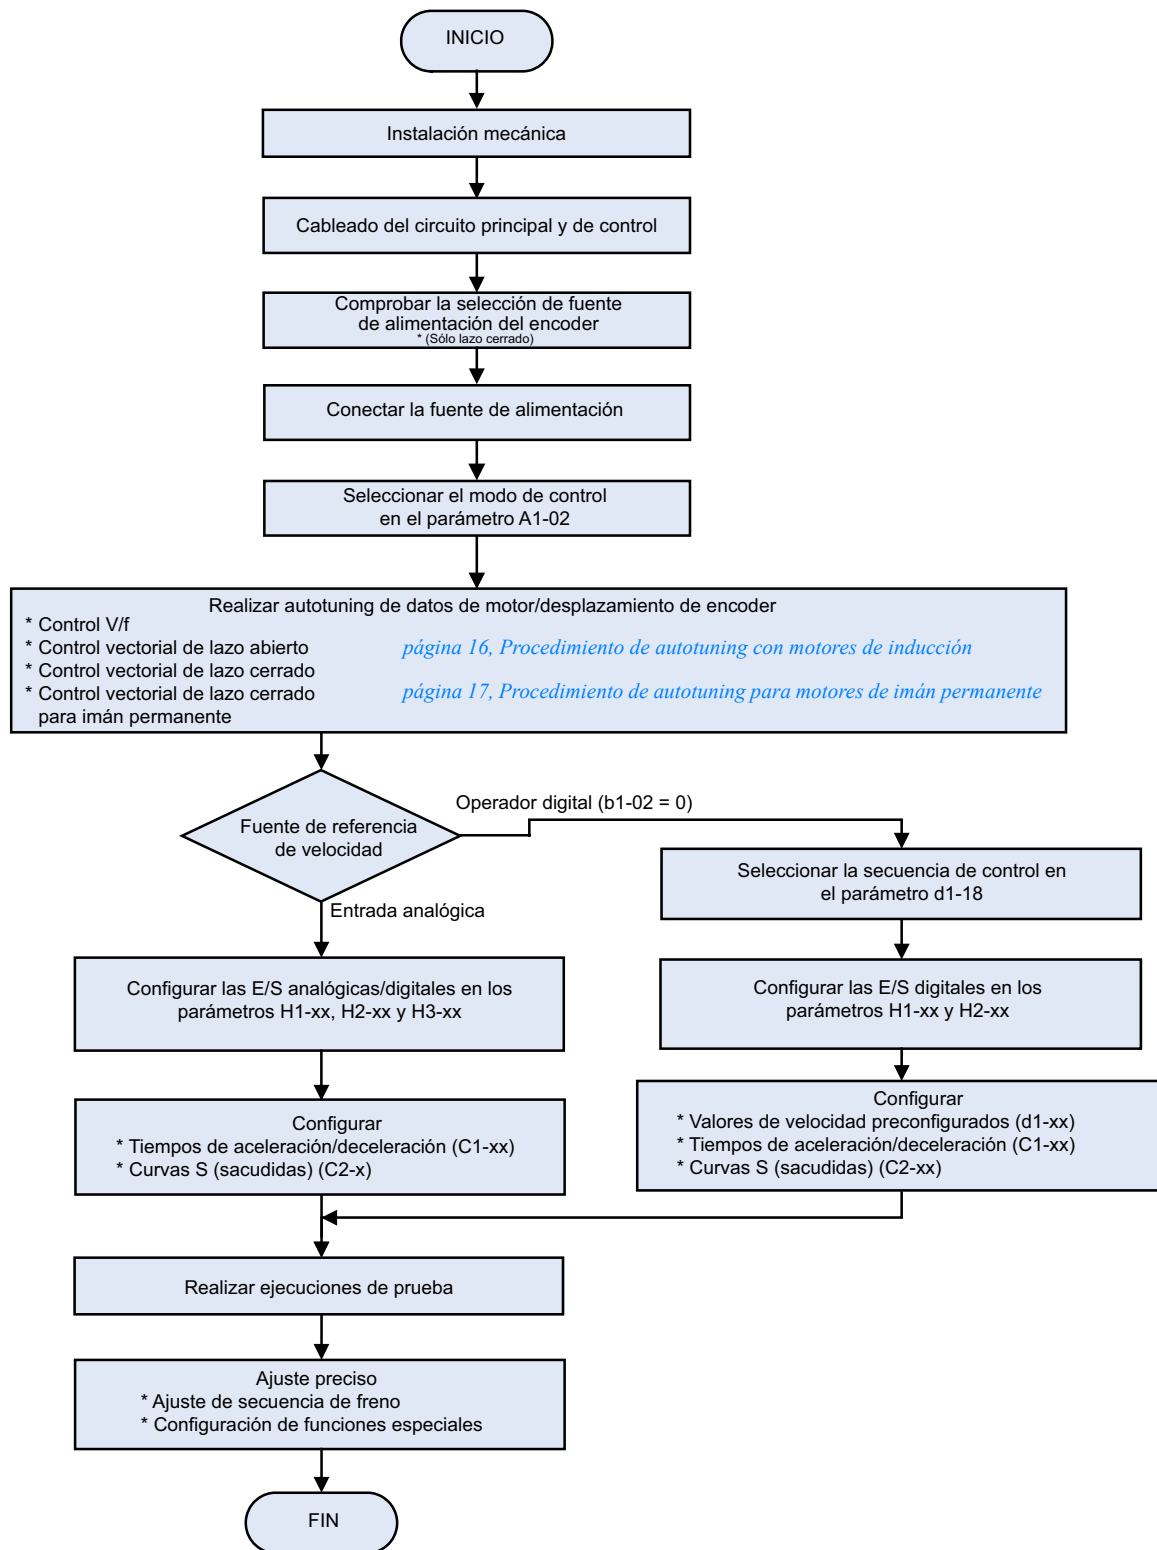 INICIO
Instalación mecánica
Cableado del circuito principal y de control
Comprobar la selección de fuente
de alimentación del encoder
* (Sólo lazo cerrado)
Conectar la fuente de alimentación
Seleccionar el modo de control
en el parámetro A1-02
Realizar autotuning de datos de motor/desplazamiento de encoder
* Control V/f
* Control vectorial de lazo abierto
página 16, Procedimiento de autotuning con motores de inducción
* Control vectorial de lazo cerrado
* Control vectorial de lazo cerrado
para imán permanente
página 17, Procedimiento de autotuning para motores de imán permanente
Fuente de referencia
de velocidad
Operador digital (b1-02 = 0)
Entrada analógica
Seleccionar la secuencia de control en
el parámetro d1-18
Configurar las E/S analógicas/digitales en los
parámetros H1-xx, H2-xx y H3-xx
Configurar las E/S digitales en los
parámetros H1-xx y H2-xx
Configurar
* Tiempos de aceleración/deceleración (C1-xx)
* Curvas S (sacudidas) (C2-x)
Configurar
* Valores de velocidad preconfigurados (d1-xx)
* Tiempos de aceleración/deceleración (C1-xx)
* Curvas S (sacudidas) (C2-xx)
Realizar ejecuciones de prueba
Ajuste preciso
* Ajuste de secuencia de freno
* Configuración de funciones especiales
FIN